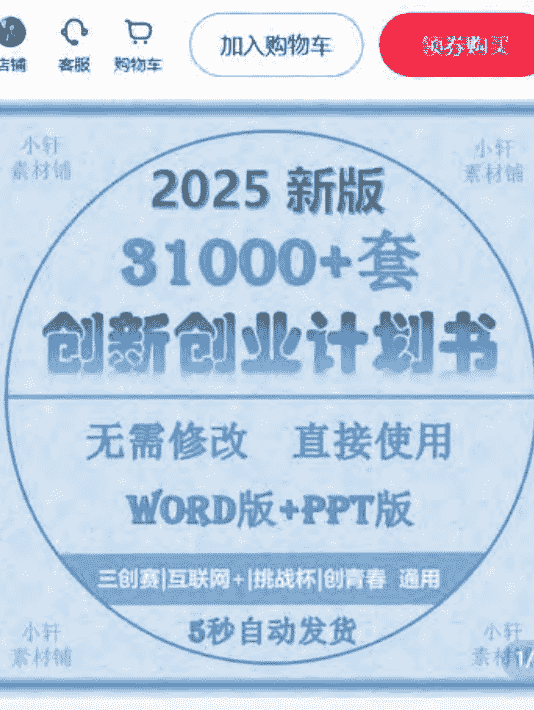 店铺
客服
购物车
加入购物车
领券购买
小轩
素材铺
小轩
素材铺
2025 新版
31000+套
创新创业计划书
无需修改 直接使用
WORD版+PPT版
三创赛|互联网+|挑战杯|创青春 通用
5秒自动发货
小轩
素材铺
小轩
素材铺
1/